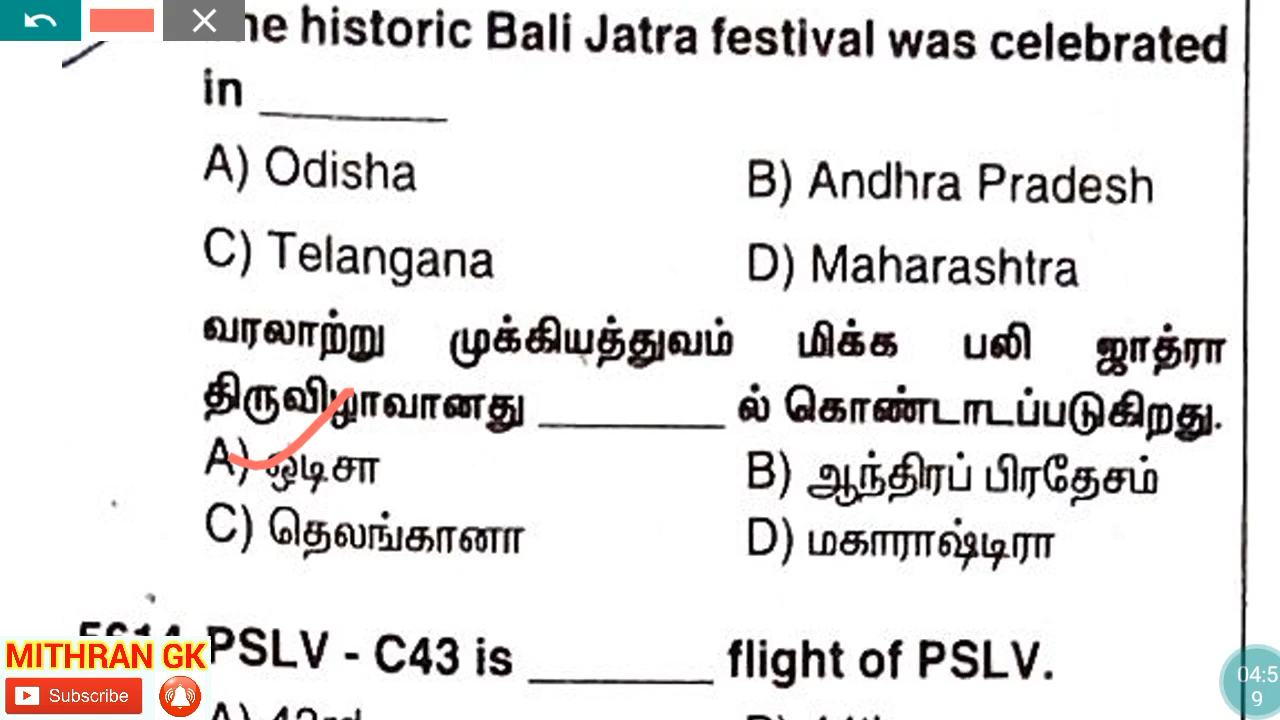 he historic Bali Jatra festival was celebrated
in ________
A) Odisha B) Andhra Pradesh
C) Telangana D) Maharashtra
வரலாற்று முக்கியத்துவம் மிக்க பலி ஜாத்ரா
திருவிழாவானது ________ ல் கொண்டாடப்படுகிறது.
A) ஒடிசா B) ஆந்திரப் பிரதேசம்
C) தெலங்கானா D) மகாராஷ்டிரா
PSLV - C43 is ________ flight of PSLV.
MITHRAN GK
Subscribe
04:5
9